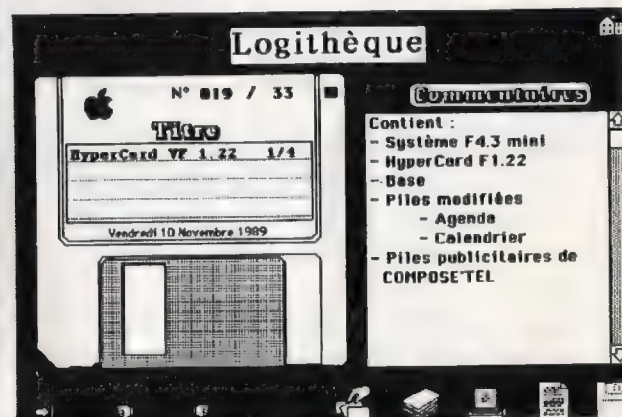 Logithèque
N° 019 / 33
Titre
HyperCard VF 1.22 1/4
Vendredi 10 Novembre 1989
Commentaires
Contient :
- Système F4.3 mini
- HyperCard F1.22
- Base
- Piles modifiées
- Agenda
- Calendrier
- Piles publicitaires de
COMPOSE'TEL